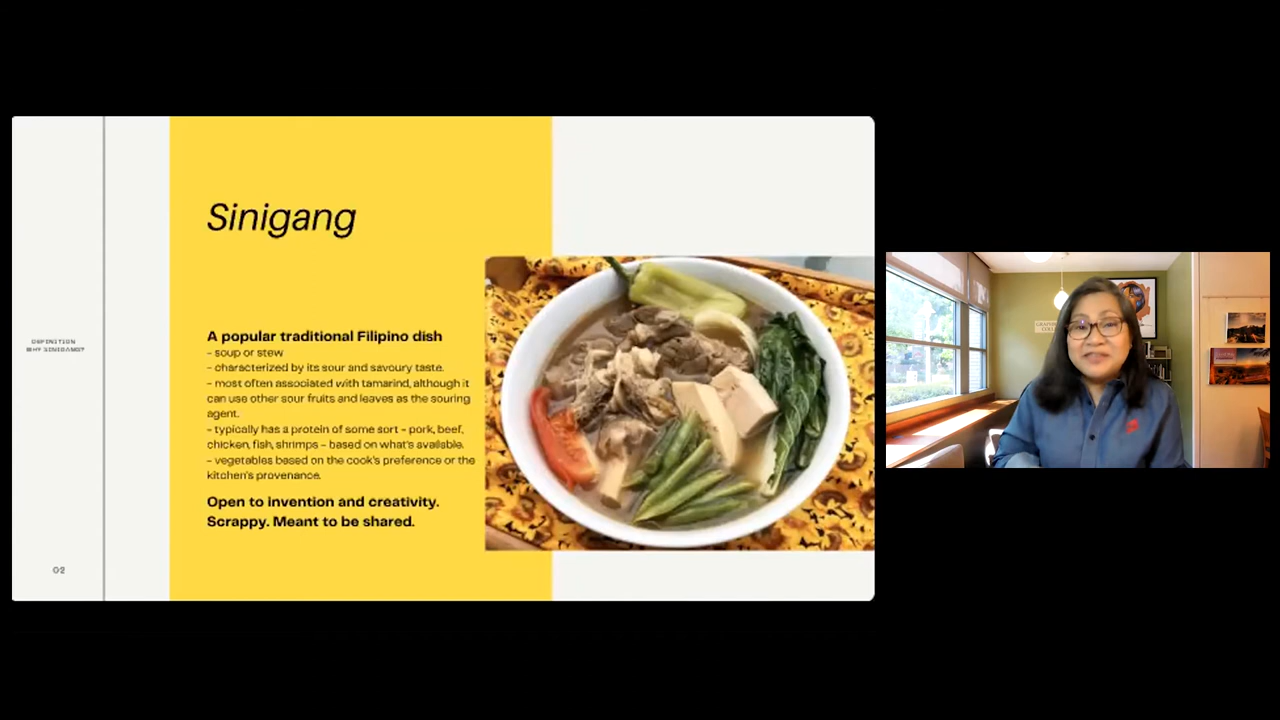 Sinigang
A popular traditional Filipino dish
- soup or stew
- characterized by its sour and savoury taste.
- most often associated with tamarind, although it
can use other sour fruits and leaves as the souring
agent.
- typically has a protein of some sort - pork, beef,
chicken, fish, shrimps - based on what's available.
- vegetables based on the cook's preference or the
kitchen's provenance.
Open to invention and creativity.
Scrappy. Meant to be shared.
DEFINITION
WHY SINIGANG?
02